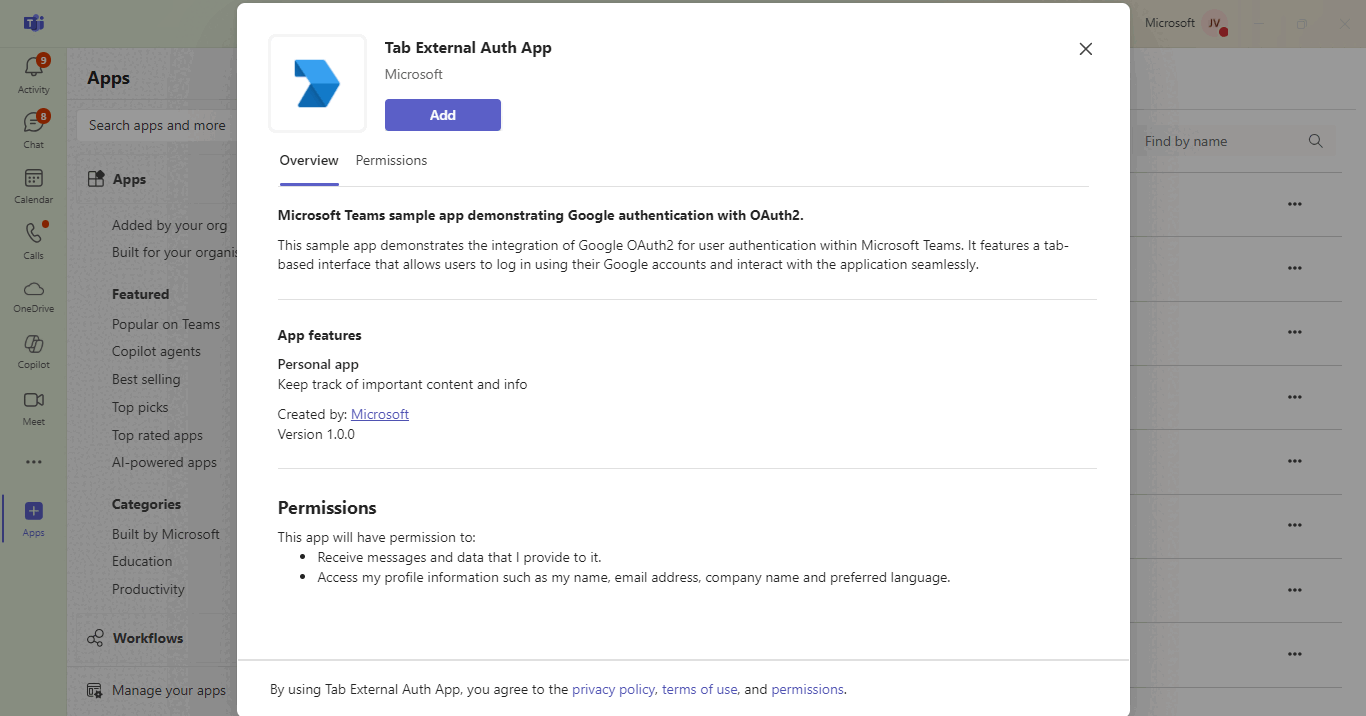 Microsoft
JV
9
Activity
8
Chat
Calendar
Calls
OneDrive
Copilot
Meet
Apps
Apps
Search apps and more
Apps
Added by your org
Built for your organis
Featured
Popular on Teams
Copilot agents
Best selling
Top picks
Top rated apps
AI-powered apps
Categories
Built by Microsoft
Education
Productivity
Workflows
Manage your apps
Tab External Auth App
Microsoft
Add
Overview Permissions
Microsoft Teams sample app demonstrating Google authentication with OAuth2.
This sample app demonstrates the integration of Google OAuth2 for user authentication within Microsoft Teams. It features a tab-
based interface that allows users to log in using their Google accounts and interact with the application seamlessly.
App features
Personal app
Keep track of important content and info
Created by: Microsoft
Version 1.0.0
Permissions
This app will have permission to:
• Receive messages and data that I provide to it.
• Access my profile information such as my name, email address, company name and preferred language.
By using Tab External Auth App, you agree to the privacy policy, terms of use, and permissions.
Find by name